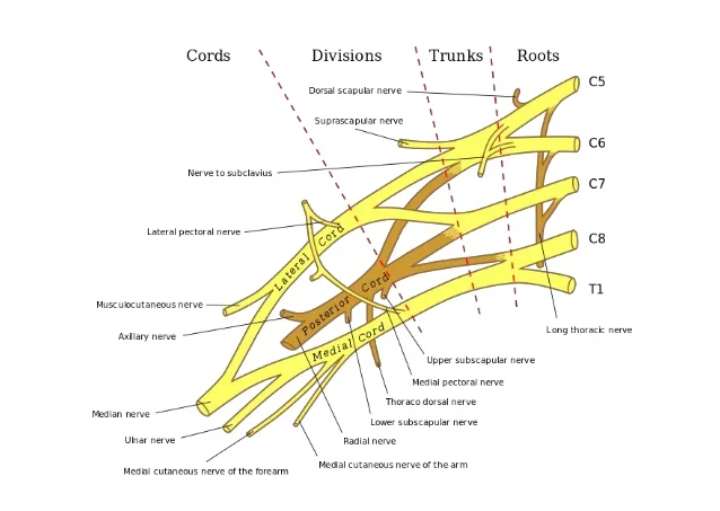 Cords
Divisions
Trunks
Roots
Dorsal scapular nerve
C5
Suprascapular nerve
C6
Nerve to subclavius
C7
Lateral pectoral nerve
C8
Lateral Cord
T1
Musculocutaneous nerve
Posterior Cord
Axillary nerve
Long thoracic nerve
Medial Cord
Upper subscapular nerve
Medial pectoral nerve
Thoraco dorsal nerve
Median nerve
Lower subscapular nerve
Ulnar nerve
Radial nerve
Medial cutaneous nerve of the arm
Medial cutaneous nerve of the forearm